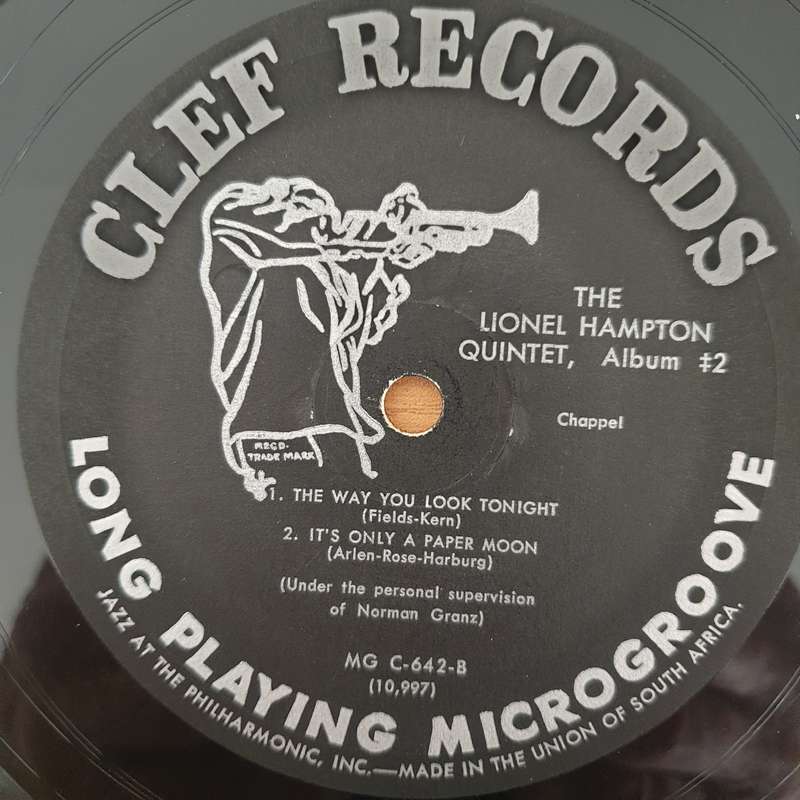 CLEF RECORDS
THE
LIONEL HAMPTON
QUINTET, Album #2
Chappel
REGD.
TRADE MARK
1. THE WAY YOU LOOK TONIGHT
(Fields-Kern)
2. IT'S ONLY A PAPER MOON
(Arlen-Rose-Harburg)
(Under the personal supervision
of Norman Granz)
MG C-642-B
(10,997)
LONG PLAYING MICROGROOVE
JAZZ AT THE PHILHARMONIC, INC.—MADE IN THE UNION OF SOUTH AFRICA.